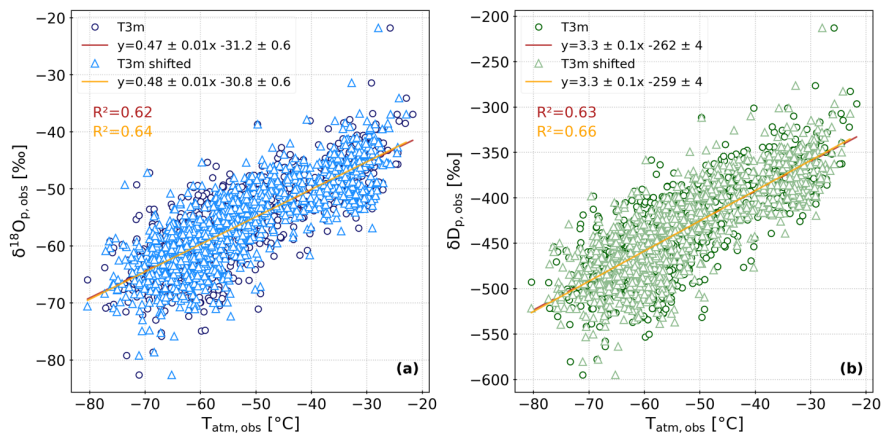 T3m
y=0.47 ± 0.01x -31.2 ± 0.6
T3m shifted
y=0.48 ± 0.01x -30.8 ± 0.6
R²=0.62
R²=0.64
−20
−30
−40
−50
−60
−70
−80
δ¹⁸Op, obs [‰]
−80 −70 −60 −50 −40 −30 −20
Tatm, obs [°C]
(a)
T3m
y=3.3 ± 0.1x -262 ± 4
T3m shifted
y=3.3 ± 0.1x -259 ± 4
R²=0.63
R²=0.66
−200
−250
−300
−350
−400
−450
−500
−550
−600
δDp, obs [‰]
−80 −70 −60 −50 −40 −30 −20
Tatm, obs [°C]
(b)